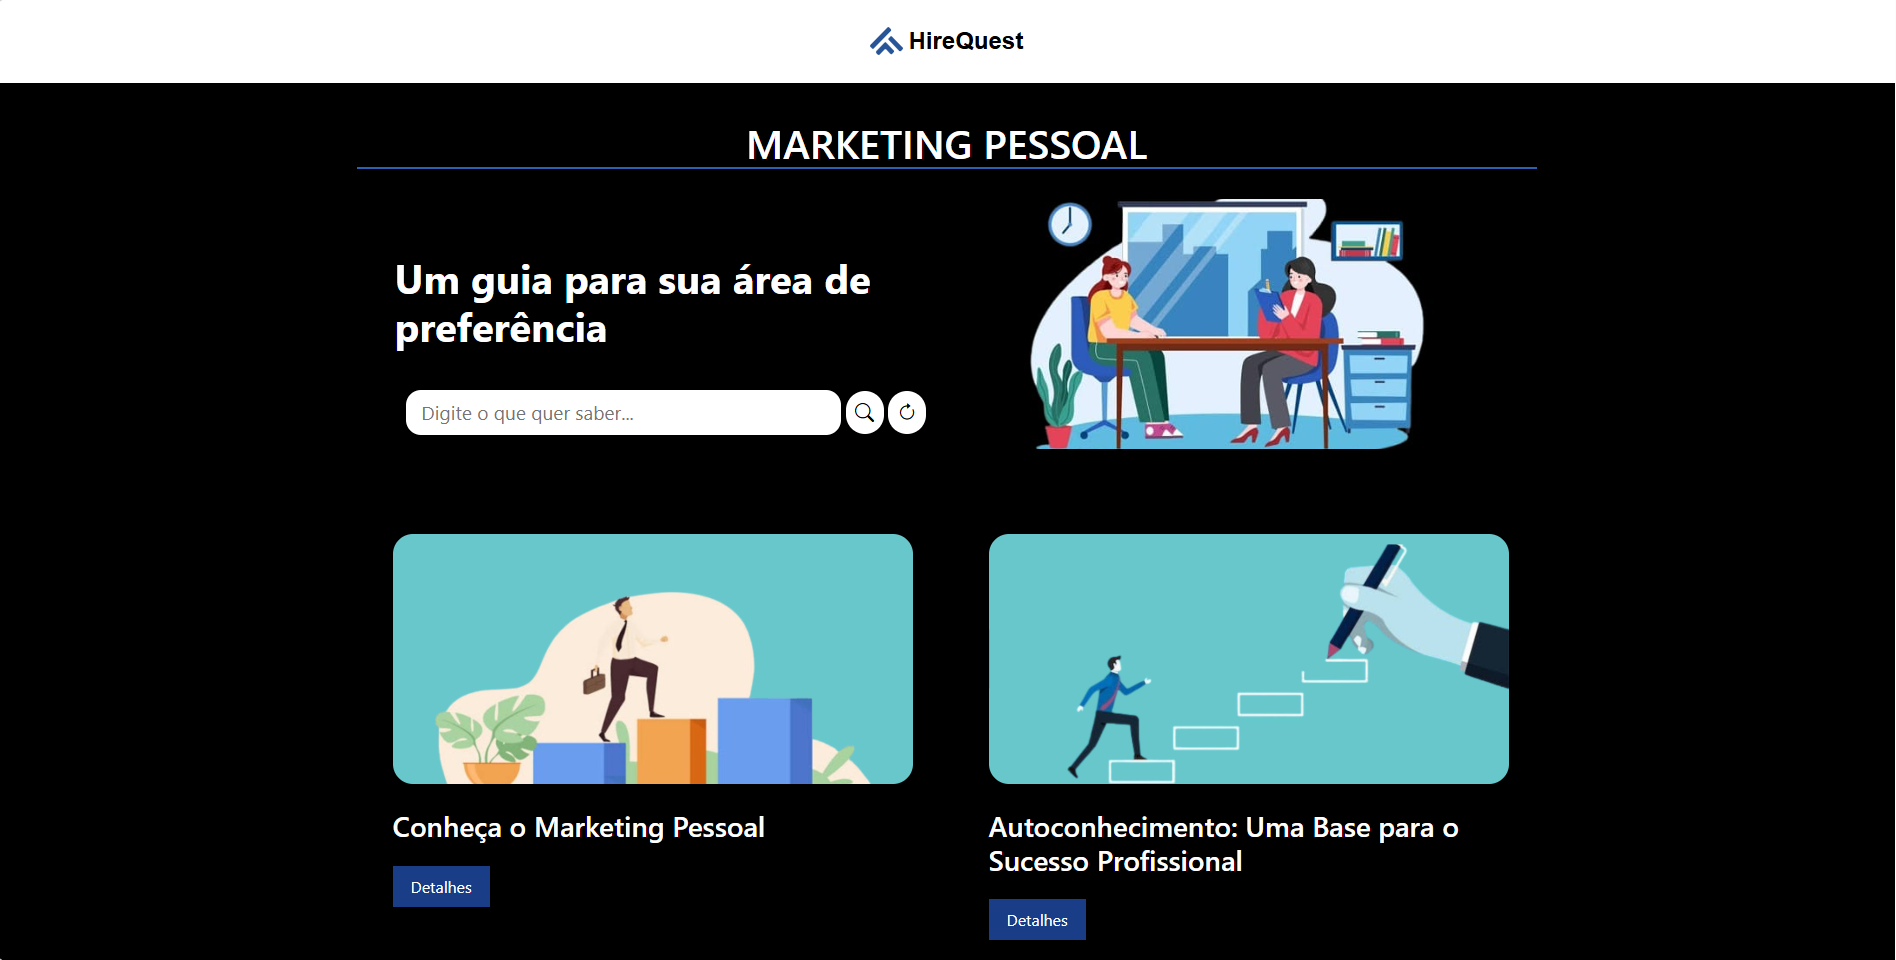 HireQuest
MARKETING PESSOAL
Um guia para sua área de
preferência
Digite o que quer saber...
Conheça o Marketing Pessoal
Detalhes
Autoconhecimento: Uma Base para o
Sucesso Profissional
Detalhes